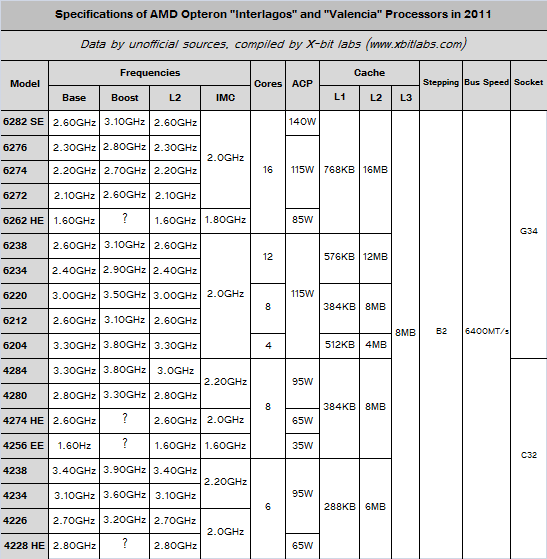 Specifications of AMD Opteron "Interlagos" and "Valencia" Processors in 2011
Data by unofficial sources, compiled by X-bit labs (www.xbitlabs.com)
Model Frequencies Cores ACP Cache Stepping Bus Speed Socket
Base Boost L2 IMC L1 L2 L3
6282 SE 2.60GHz 3.10GHz 2.60GHz 2.0GHz 16 140W 768KB 16MB 8MB B2 6400MT/s G34
6276 2.30GHz 2.80GHz 2.30GHz 115W
6274 2.20GHz 2.70GHz 2.20GHz
6272 2.10GHz 2.60GHz 2.10GHz
6262 HE 1.60GHz ? 1.60GHz 1.80GHz 85W
6238 2.60GHz 3.10GHz 2.60GHz 2.0GHz 12 115W 576KB 12MB
6234 2.40GHz 2.90GHz 2.40GHz
6220 3.00GHz 3.50GHz 3.00GHz 8 384KB 8MB
6212 2.60GHz 3.10GHz 2.60GHz
6204 3.30GHz 3.80GHz 3.30GHz 4 512KB 4MB
4284 3.30GHz 3.80GHz 3.0GHz 2.20GHz 8 95W 384KB 8MB C32
4280 2.80GHz 3.30GHz 2.80GHz
4274 HE 2.60GHz ? 2.60GHz 2.0GHz 65W
4256 EE 1.60Hz ? 1.60GHz 1.60GHz 35W
4238 3.40GHz 3.90GHz 3.40GHz 2.20GHz 6 95W 288KB 6MB
4234 3.10GHz 3.60GHz 3.10GHz
4226 2.70GHz 3.20GHz 2.70GHz 2.0GHz
4228 HE 2.80GHz ? 2.80GHz 65W